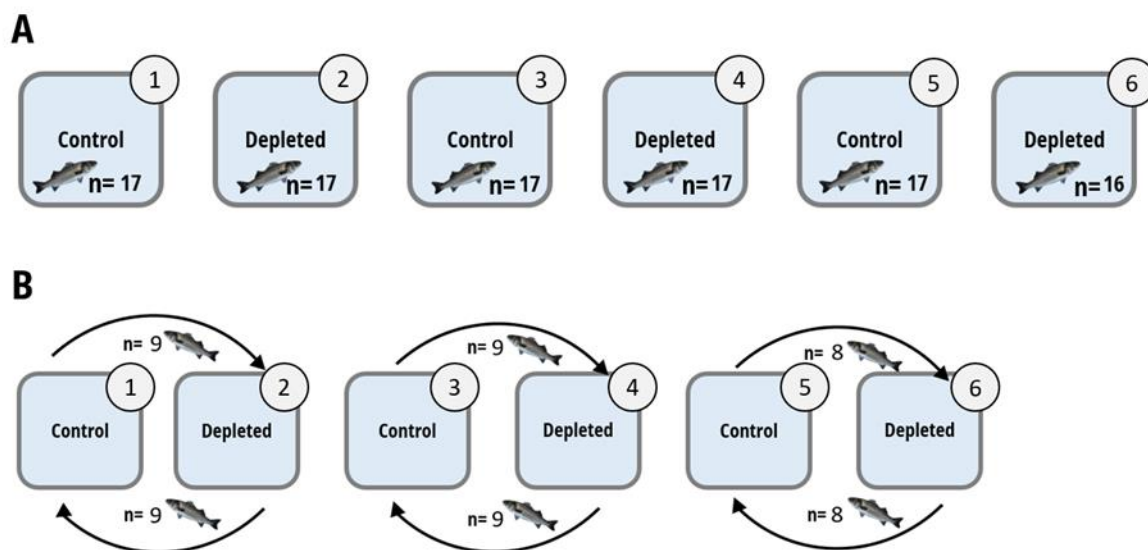 A
1
2
3
4
5
6
Control
Depleted
Control
Depleted
Control
Depleted
n= 17
n= 17
n= 17
n= 17
n= 17
n= 16
B
n= 9
n= 9
n= 8
1
2
3
4
5
6
Control
Depleted
Control
Depleted
Control
Depleted
n= 9
n= 9
n= 8